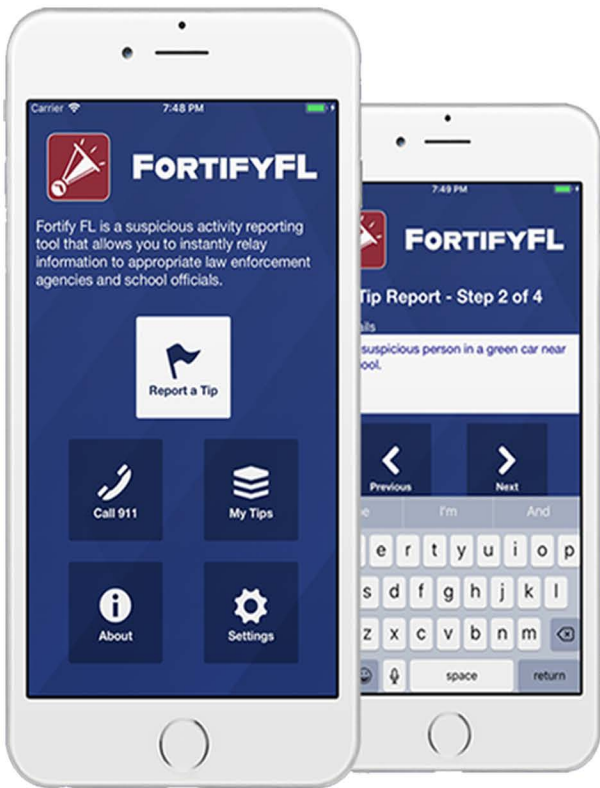 Carrier
7:48 PM
FORTIFYFL
Fortify FL is a suspicious activity reporting
tool that allows you to instantly relay
information to appropriate law enforcement
agencies and school officials.
Report a Tip
Call 911
My Tips
About
Settings
7:49 PM
FORTIFYFL
Tip Report - Step 2 of 4
suspicious person in a green car near
Previous
Next
I'm
And
e r t y u i o p
s d f g h j k l
z x c v b n m
space
return